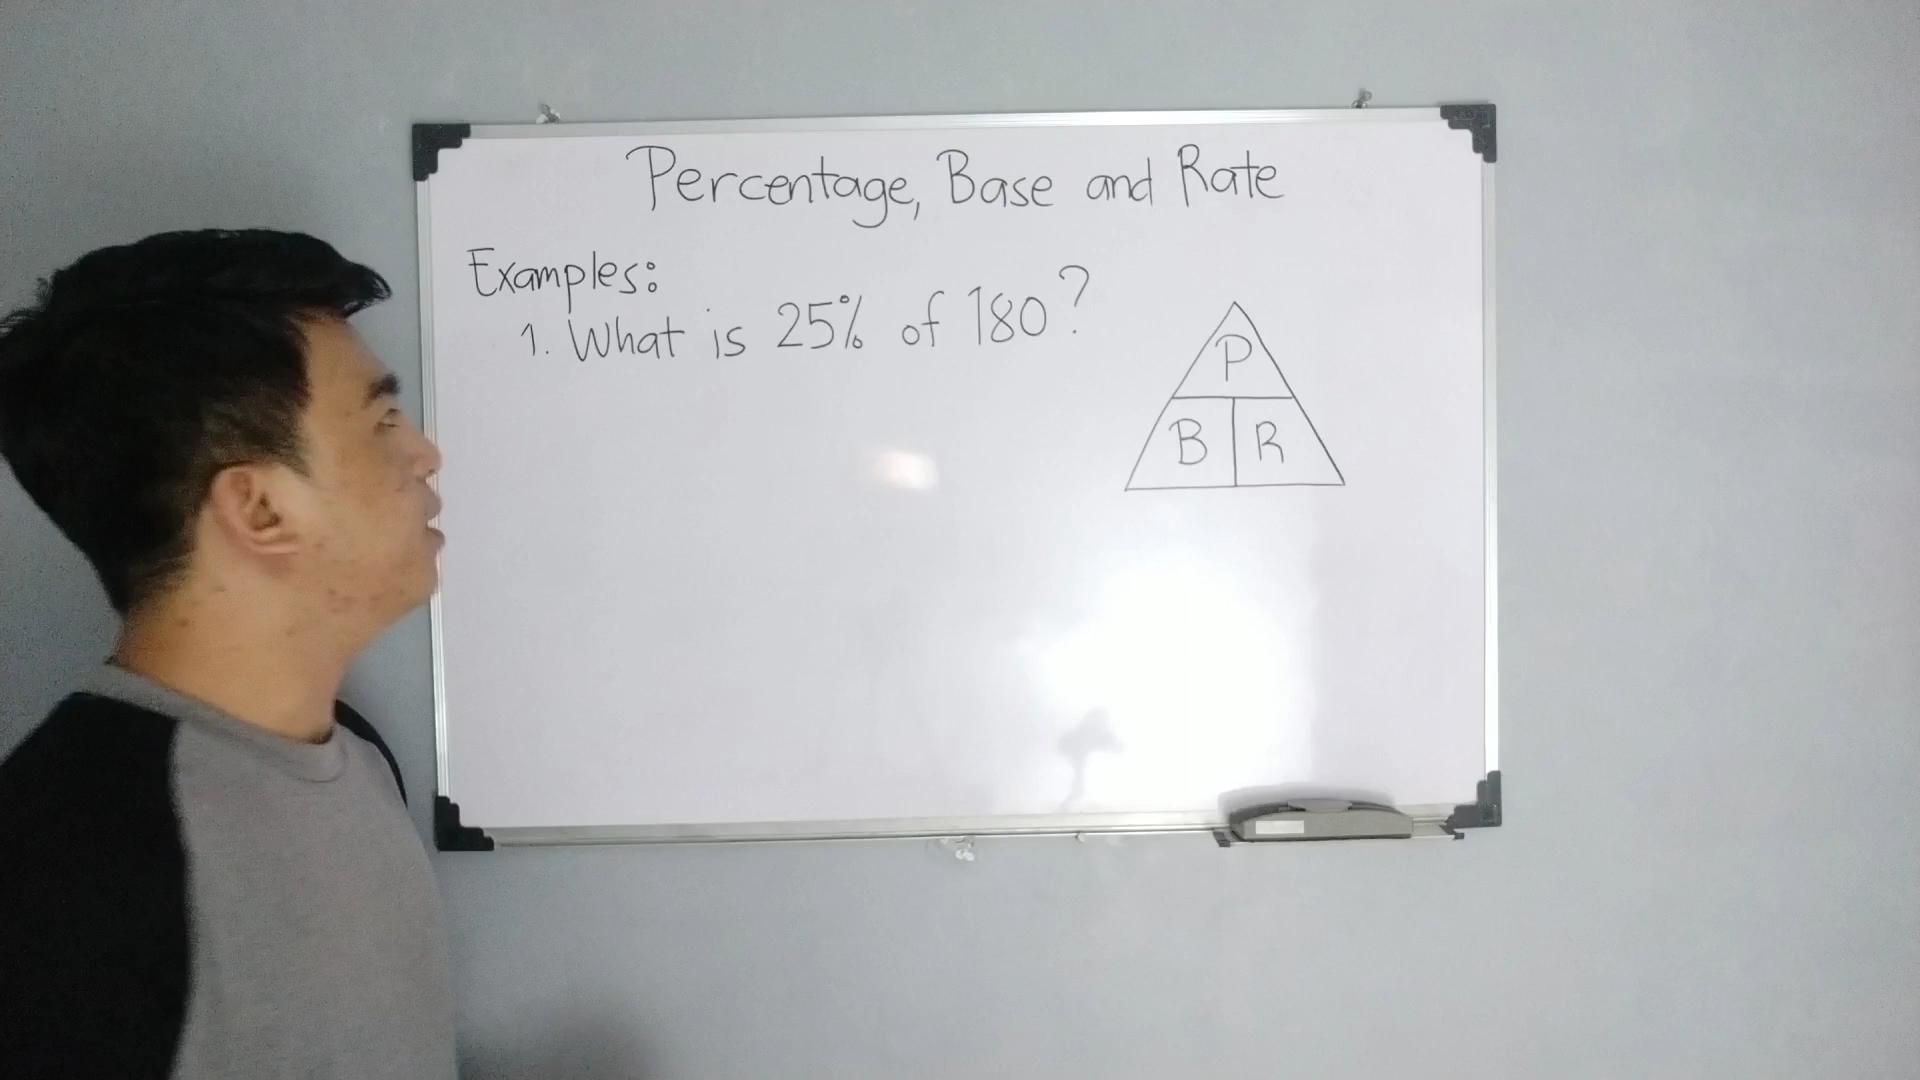 Percentage, Base and Rate
Examples:
1. What is 25% of 180?
P
B R